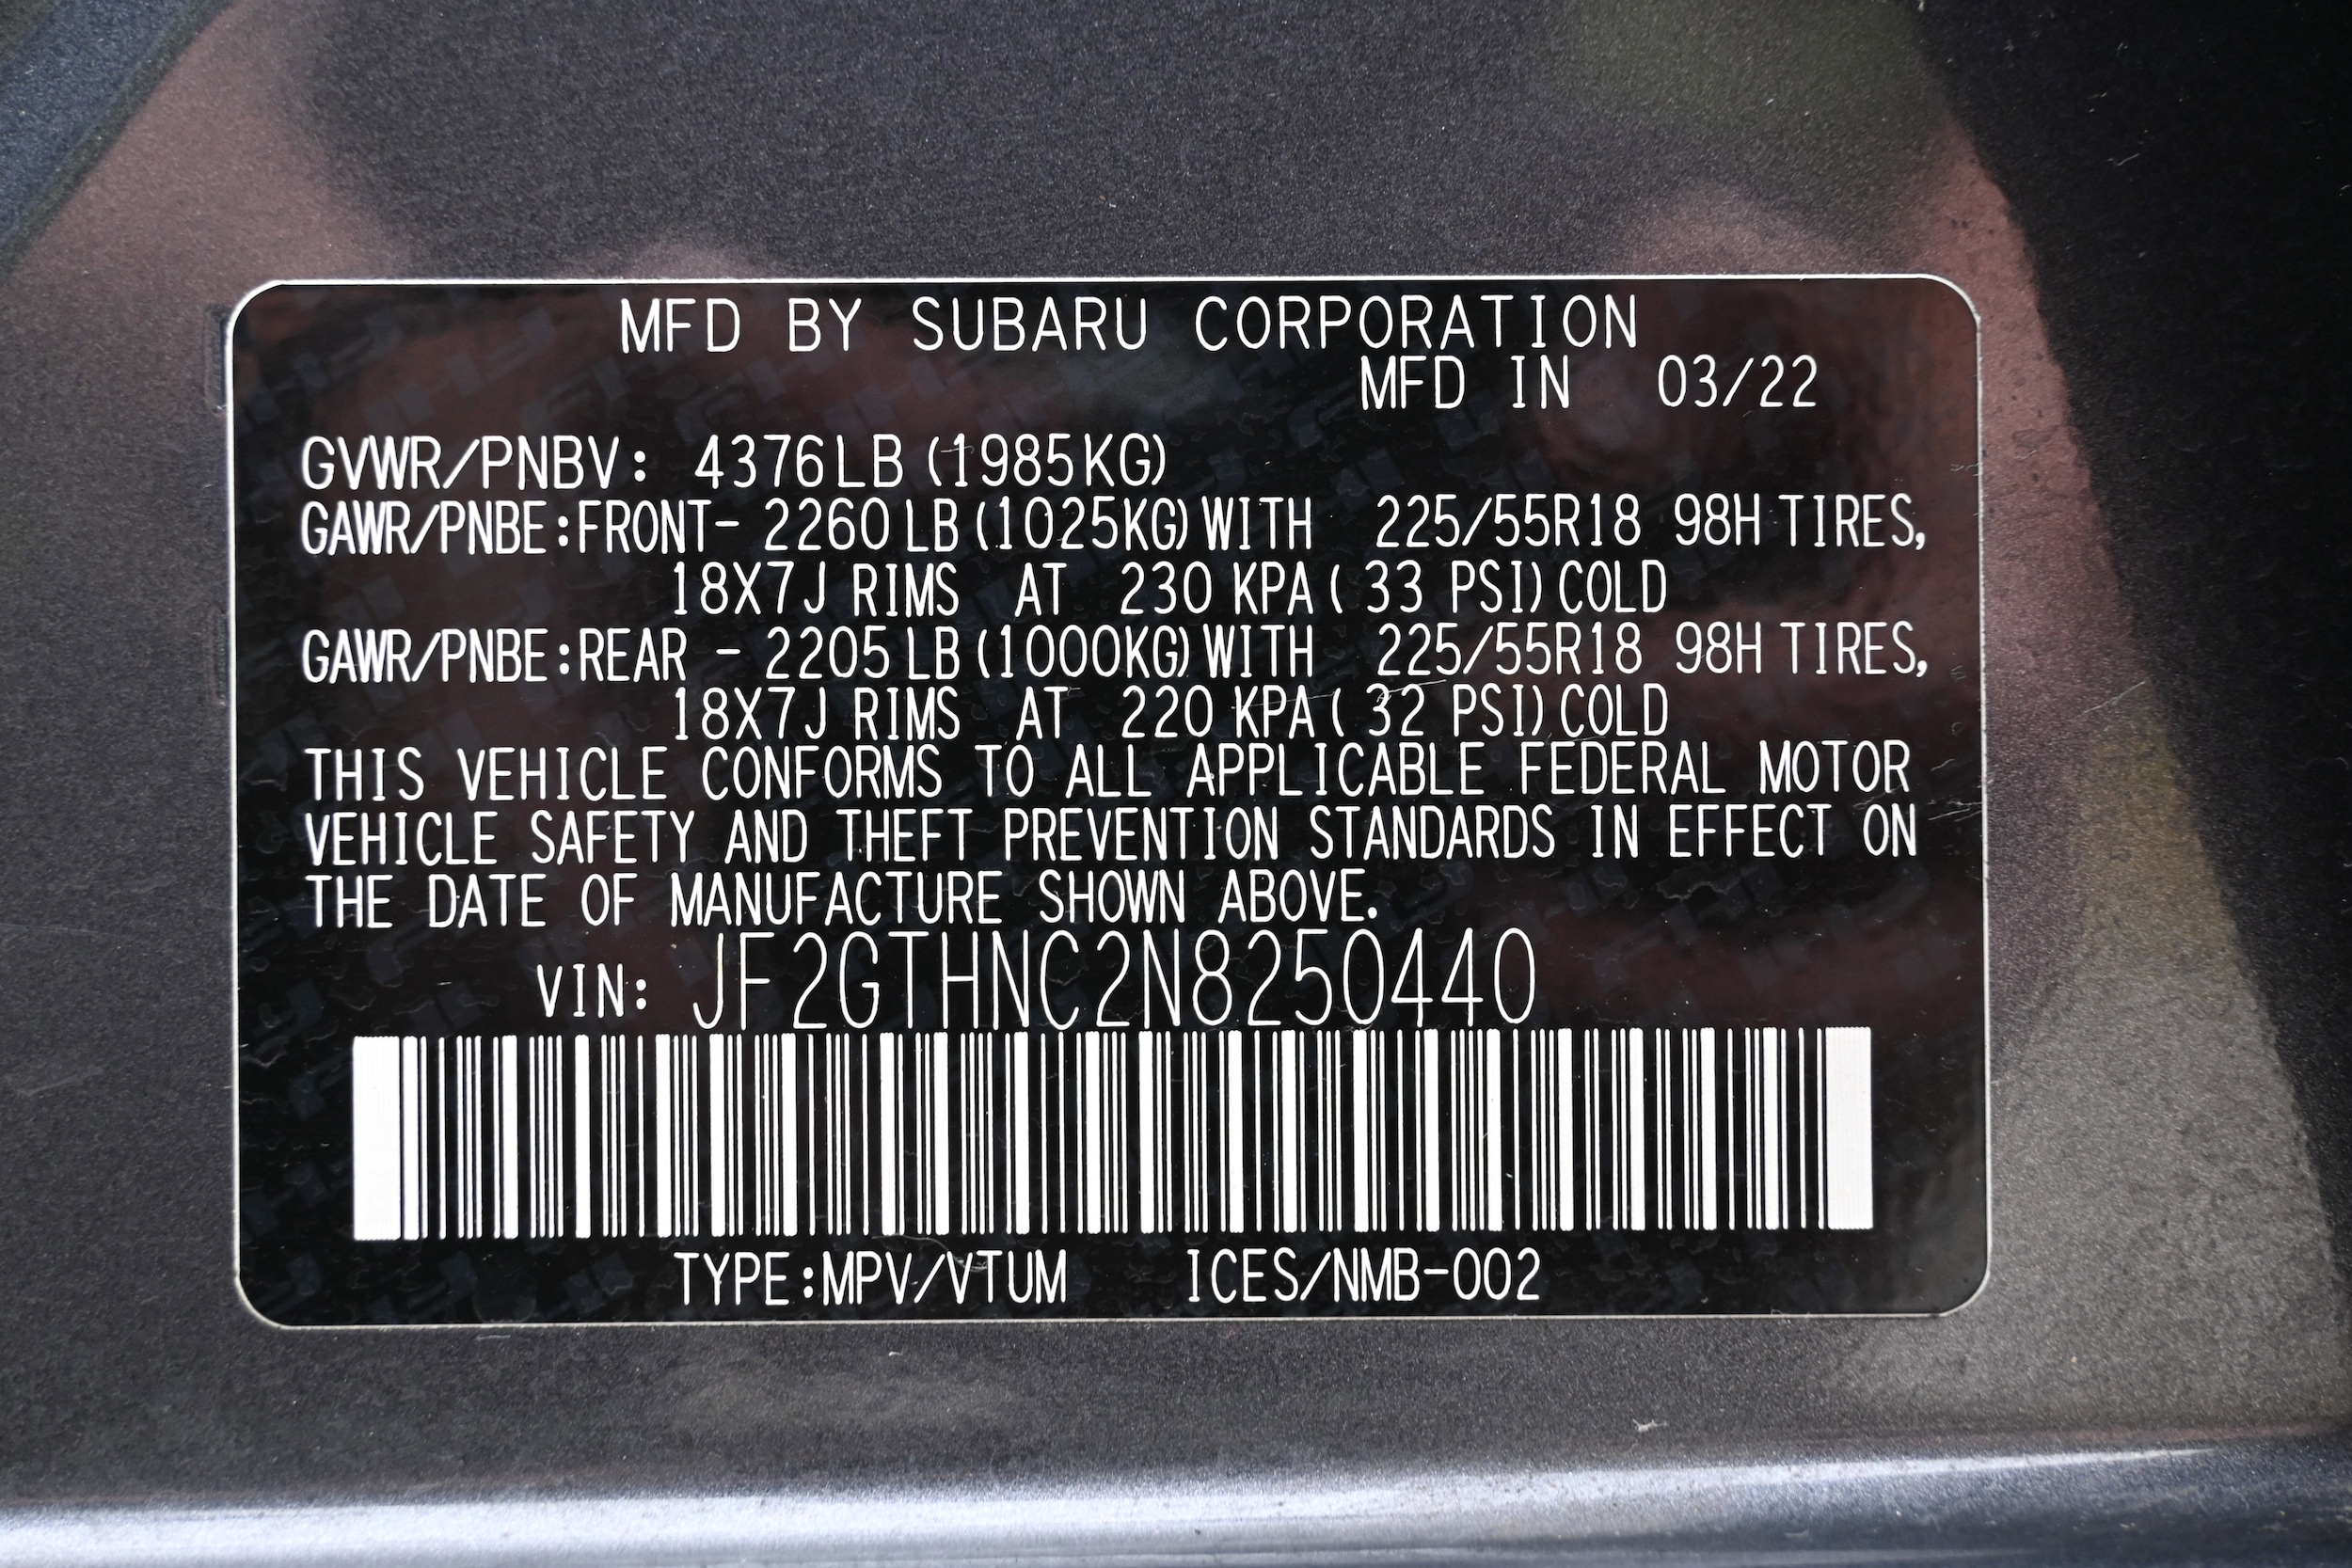 MFD BY SUBARU CORPORATION
MFD IN 03/22
GVWR/PNBV: 4376LB (1985KG)
GAWR/PNBE:FRONT- 2260 LB (1025KG) WITH 225/55R18 98H TIRES,
18X7J RIMS AT 230 KPA ( 33 PSI) COLD
GAWR/PNBE:REAR - 2205 LB (1000KG) WITH 225/55R18 98H TIRES,
18X7J RIMS AT 220 KPA ( 32 PSI) COLD
THIS VEHICLE CONFORMS TO ALL APPLICABLE FEDERAL MOTOR
VEHICLE SAFETY AND THEFT PREVENTION STANDARDS IN EFFECT ON
THE DATE OF MANUFACTURE SHOWN ABOVE.
VIN: JF2GTHNC2N8250440
TYPE:MPV/VTUM ICES/NMB-002